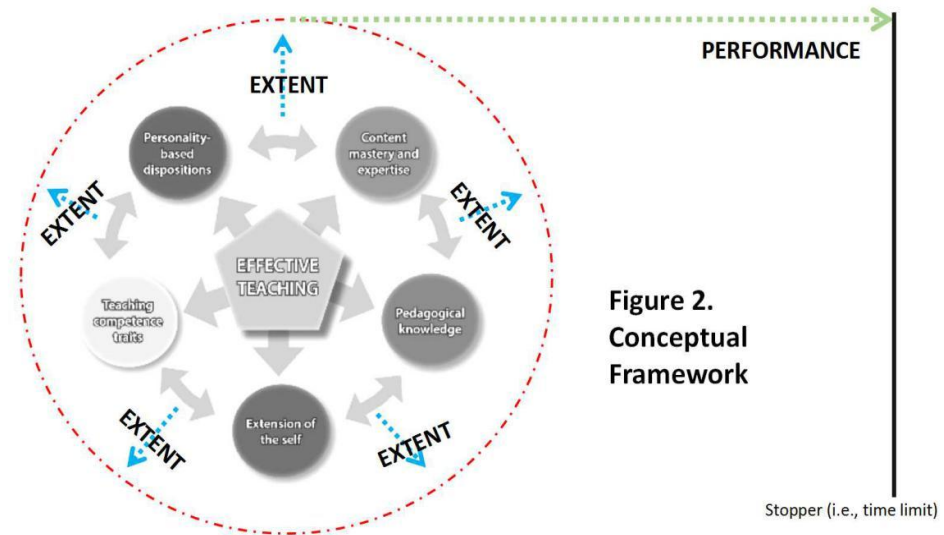 PERFORMANCE
EXTENT
Personality-
based
dispositions
Content
mastery and
expertise
EXTENT
EXTENT
EFFECTIVE
TEACHING
Teaching
competence
traits
Pedagogical
knowledge
Figure 2.
Conceptual
Framework
Extension of
the self
EXTENT
EXTENT
Stopper (i.e., time limit)